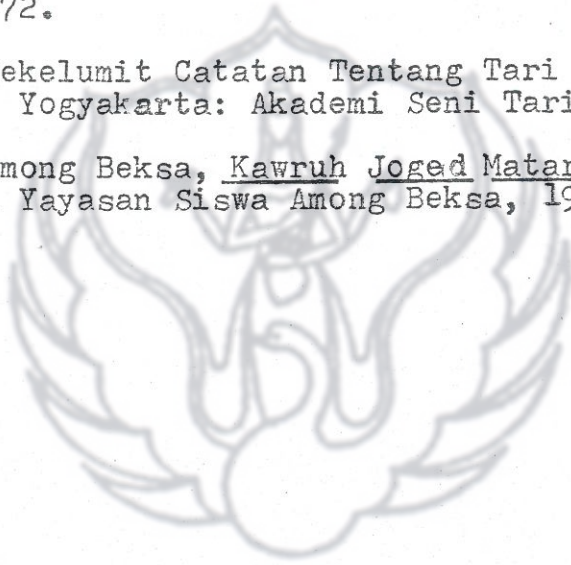 72.
ekelumit Catatan Tentang Tari
Yogyakarta: Akademi Seni Tari
mong Beksa, Kawruh Joged Matar
Yayasan Siswa Among Beksa, 19